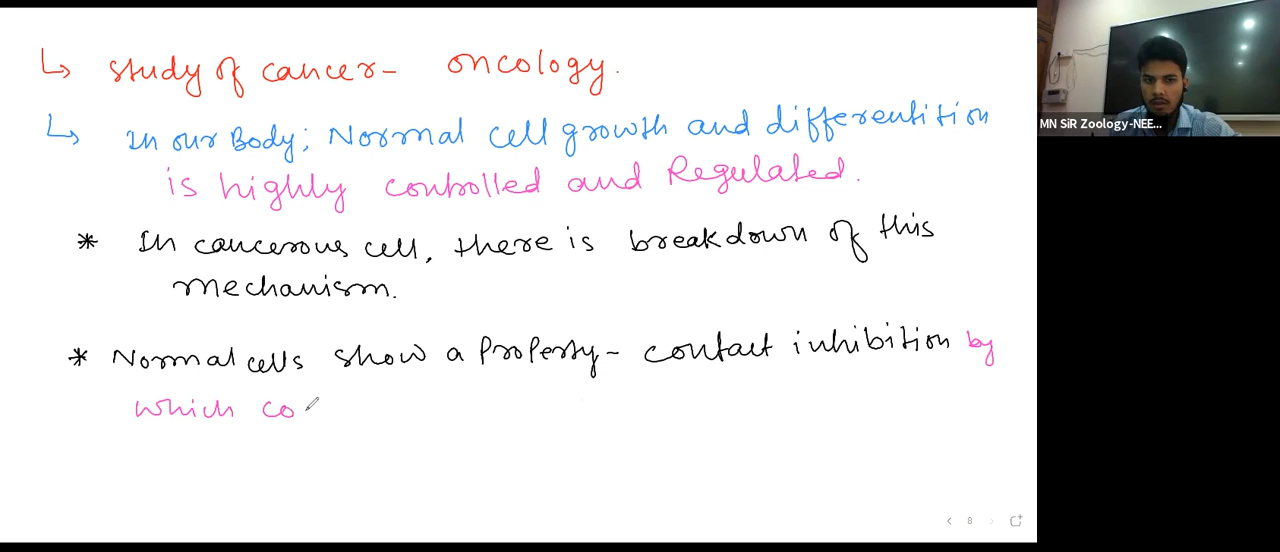 ↳ Study of cancer- oncology.
↳ In our Body; Normal cell growth and differentition
is highly controlled and Regulated.
* In cancerous cell, there is breakdown of this
mechanism.
* Normal cells show a Property- contact inhibition by
which co
MN SiR Zoology-NEE...
8